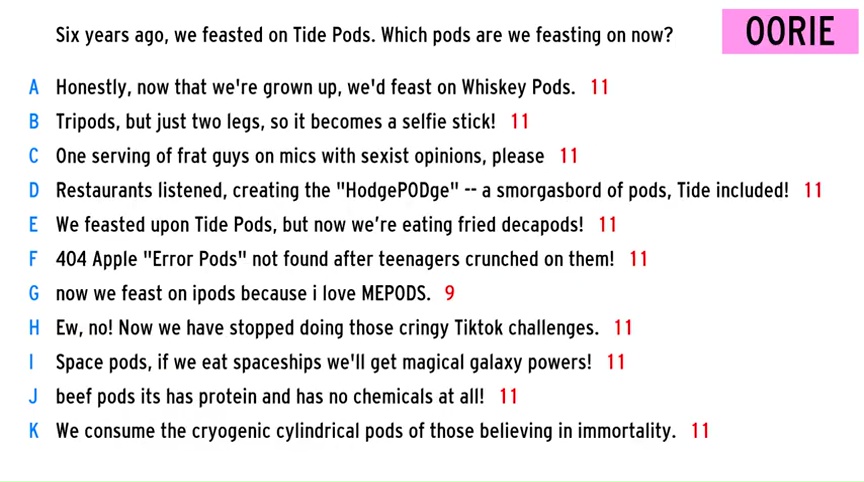 Six years ago, we feasted on Tide Pods. Which pods are we feasting on now?
OORIE
A Honestly, now that we're grown up, we'd feast on Whiskey Pods. 11
B Tripods, but just two legs, so it becomes a selfie stick! 11
C One serving of frat guys on mics with sexist opinions, please 11
D Restaurants listened, creating the "HodgePODge" -- a smorgasbord of pods, Tide included! 11
E We feasted upon Tide Pods, but now we’re eating fried decapods! 11
F 404 Apple "Error Pods" not found after teenagers crunched on them! 11
G now we feast on ipods because i love MEPODS. 9
H Ew, no! Now we have stopped doing those cringy Tiktok challenges. 11
I Space pods, if we eat spaceships we'll get magical galaxy powers! 11
J beef pods its has protein and has no chemicals at all! 11
K We consume the cryogenic cylindrical pods of those believing in immortality. 11